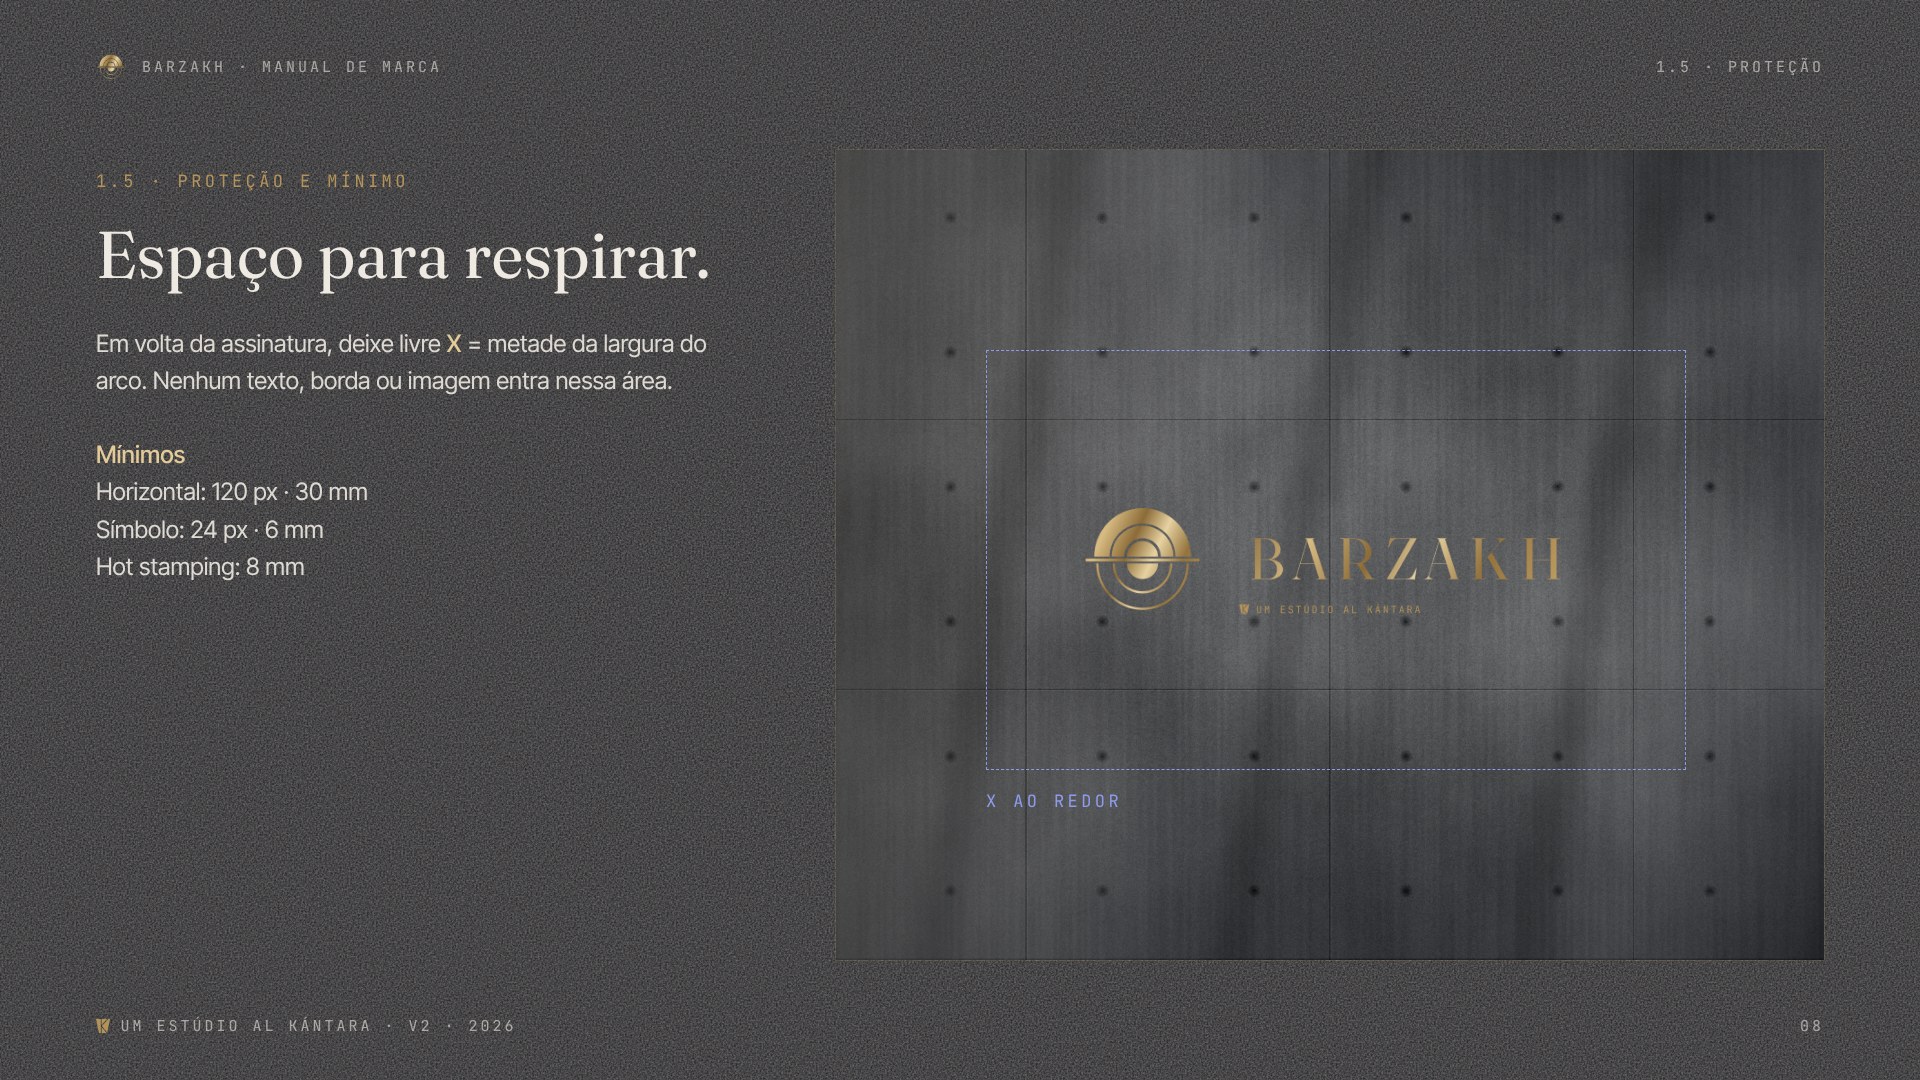 BARZAKH · MANUAL DE MARCA
1.5 · PROTEÇÃO
1.5 · PROTEÇÃO E MÍNIMO
Espaço para respirar.
Em volta da assinatura, deixe livre X = metade da largura do
arco. Nenhum texto, borda ou imagem entra nessa área.
Mínimos
Horizontal: 120 px · 30 mm
Símbolo: 24 px · 6 mm
Hot stamping: 8 mm
BARZAKH
UM ESTÚDIO AL KÁNTARA
X AO REDOR
UM ESTÚDIO AL KÁNTARA · V2 · 2026
08